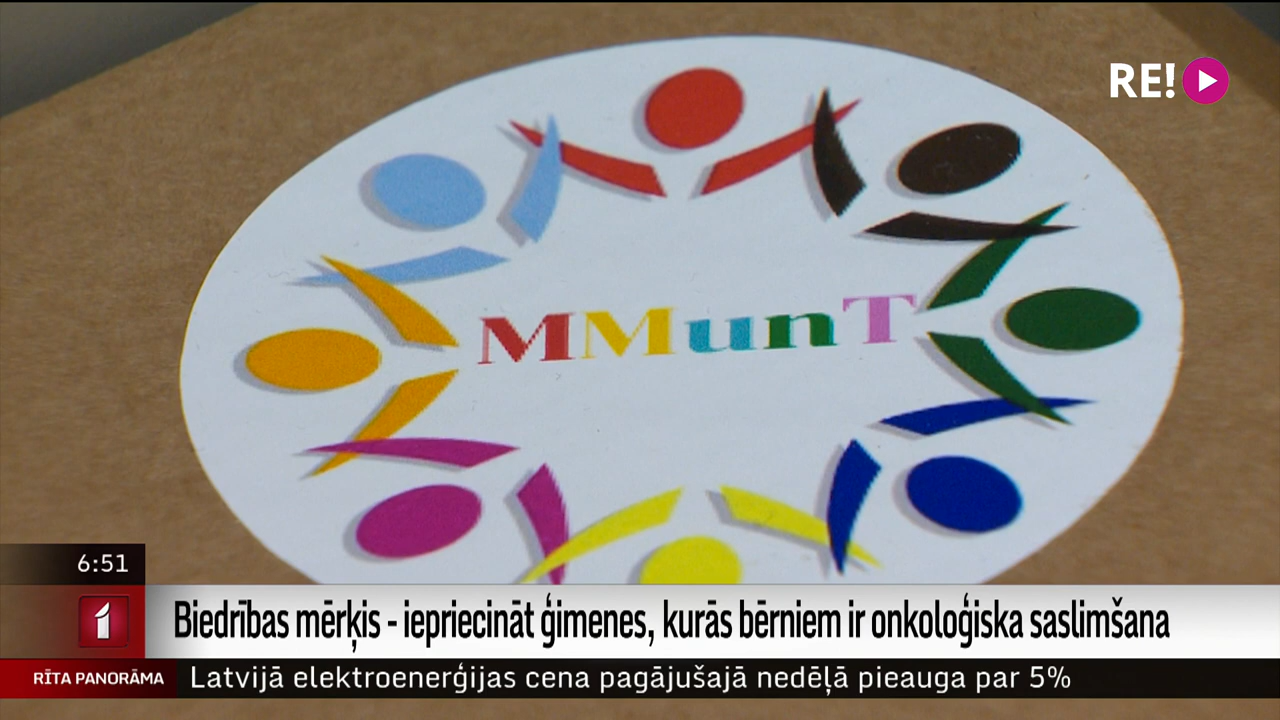 RE!
MMunT
6:51
1
Biedrības mērķis - iepriecināt ģimenes, kurās bērniem ir onkoloģiska saslimšana
RĪTA PANORĀMA
Latvijā elektroenerģijas cena pagājušajā nedēļā pieauga par 5%